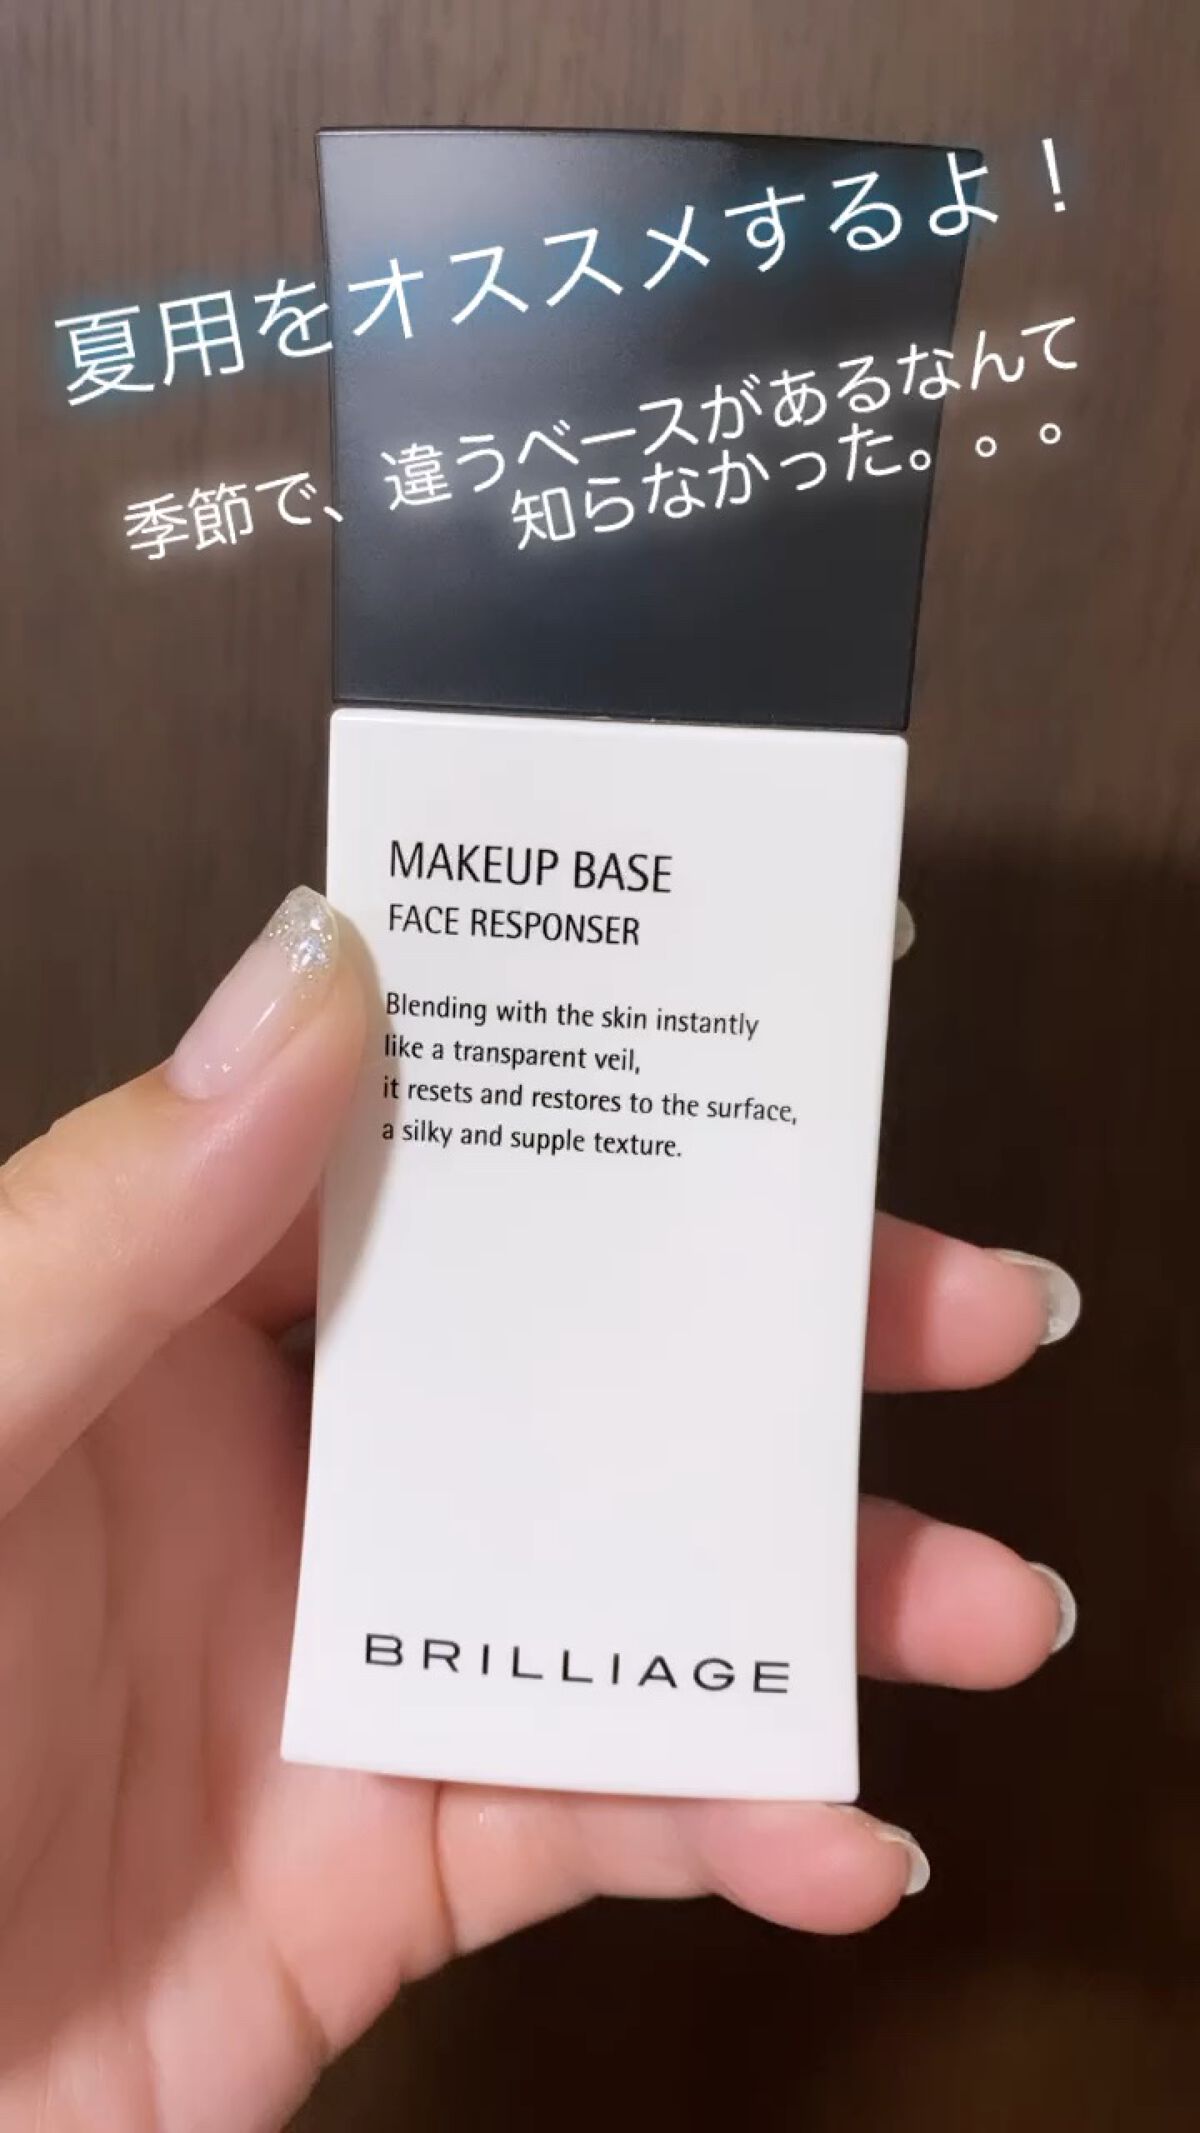 夏用をオススメするよ！
季節で、違うベースがあるなんて
知らなかった。。。
MAKEUP BASE
FACE RESPONSER
Blending with the skin instantly
like a transparent veil,
it resets and restores to the surface,
a silky and supple texture.
BRILLIAGE